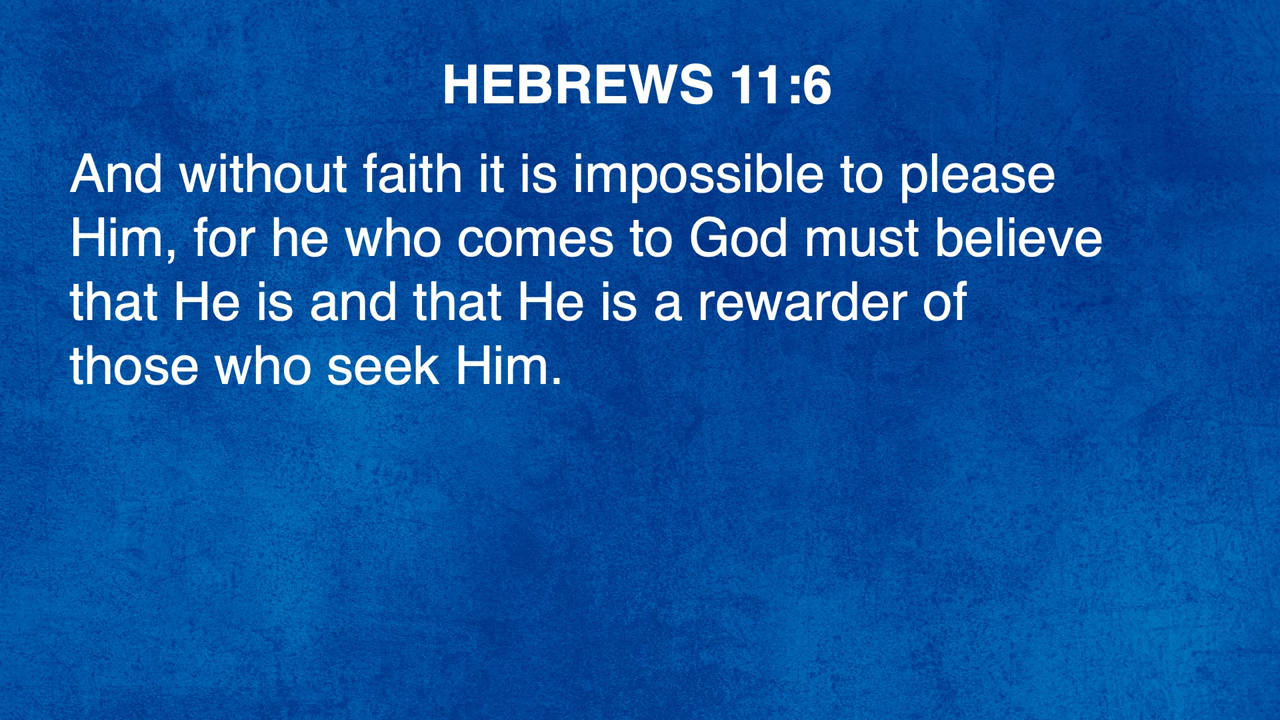 HEBREWS 11:6
And without faith it is impossible to please
Him, for he who comes to God must believe
that He is and that He is a rewarder of
those who seek Him.